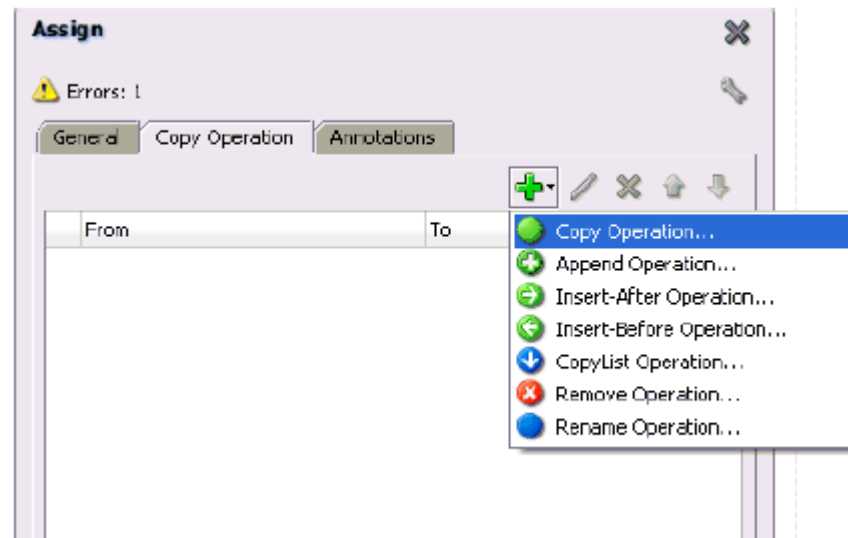 Assign
Errors: 1
General Copy Operation Annotations
From To
Copy Operation...
Append Operation...
Insert-After Operation...
Insert-Before Operation...
CopyList Operation...
Remove Operation...
Rename Operation...